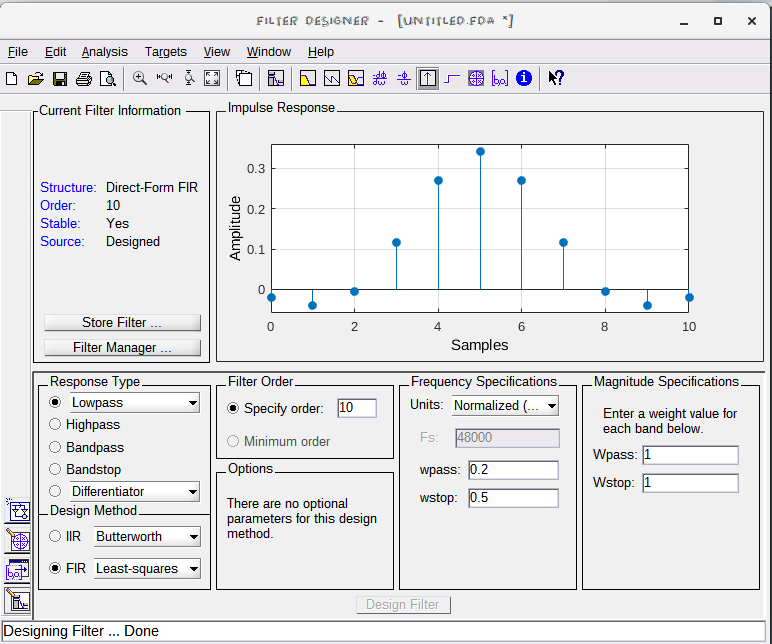 FILTER DESIGNER - [UNTITLED.FDA *]
File Edit Analysis Targets View Window Help
Current Filter Information
Structure: Direct-Form FIR
Order: 10
Stable: Yes
Source: Designed
Store Filter ...
Filter Manager ...
Impulse Response
Amplitude
0.3
0.2
0.1
0
0 2 4 6 8 10
Samples
Response Type
Lowpass
Highpass
Bandpass
Bandstop
Differentiator
Design Method
IIR Butterworth
FIR Least-squares
Filter Order
Specify order: 10
Minimum order
Options
There are no optional
parameters for this design
method.
Frequency Specifications
Units: Normalized (...
Fs: 48000
wpass: 0.2
wstop: 0.5
Magnitude Specifications
Enter a weight value for
each band below.
Wpass: 1
Wstop: 1
Design Filter
Designing Filter ... Done